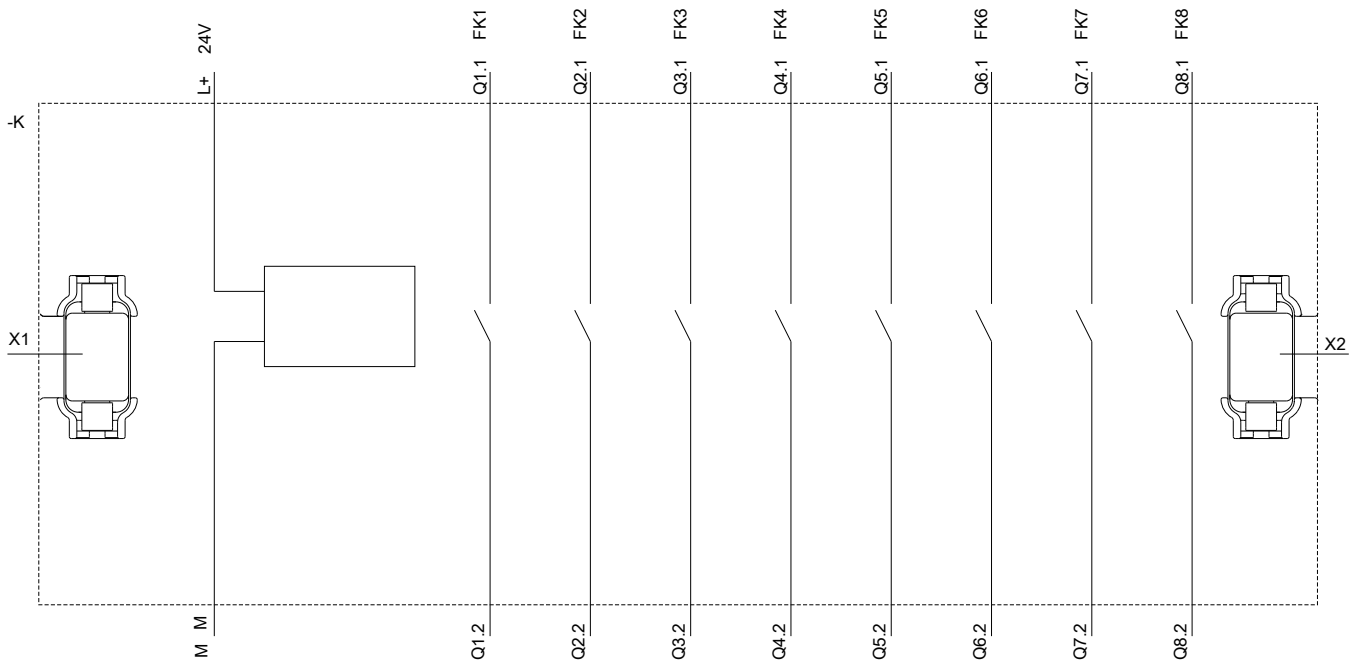 L+ 24V
Q1.1 FK1
Q2.1 FK2
Q3.1 FK3
Q4.1 FK4
Q5.1 FK5
Q6.1 FK6
Q7.1 FK7
Q8.1 FK8
-K
X1
X2
M M
Q1.2
Q2.2
Q3.2
Q4.2
Q5.2
Q6.2
Q7.2
Q8.2